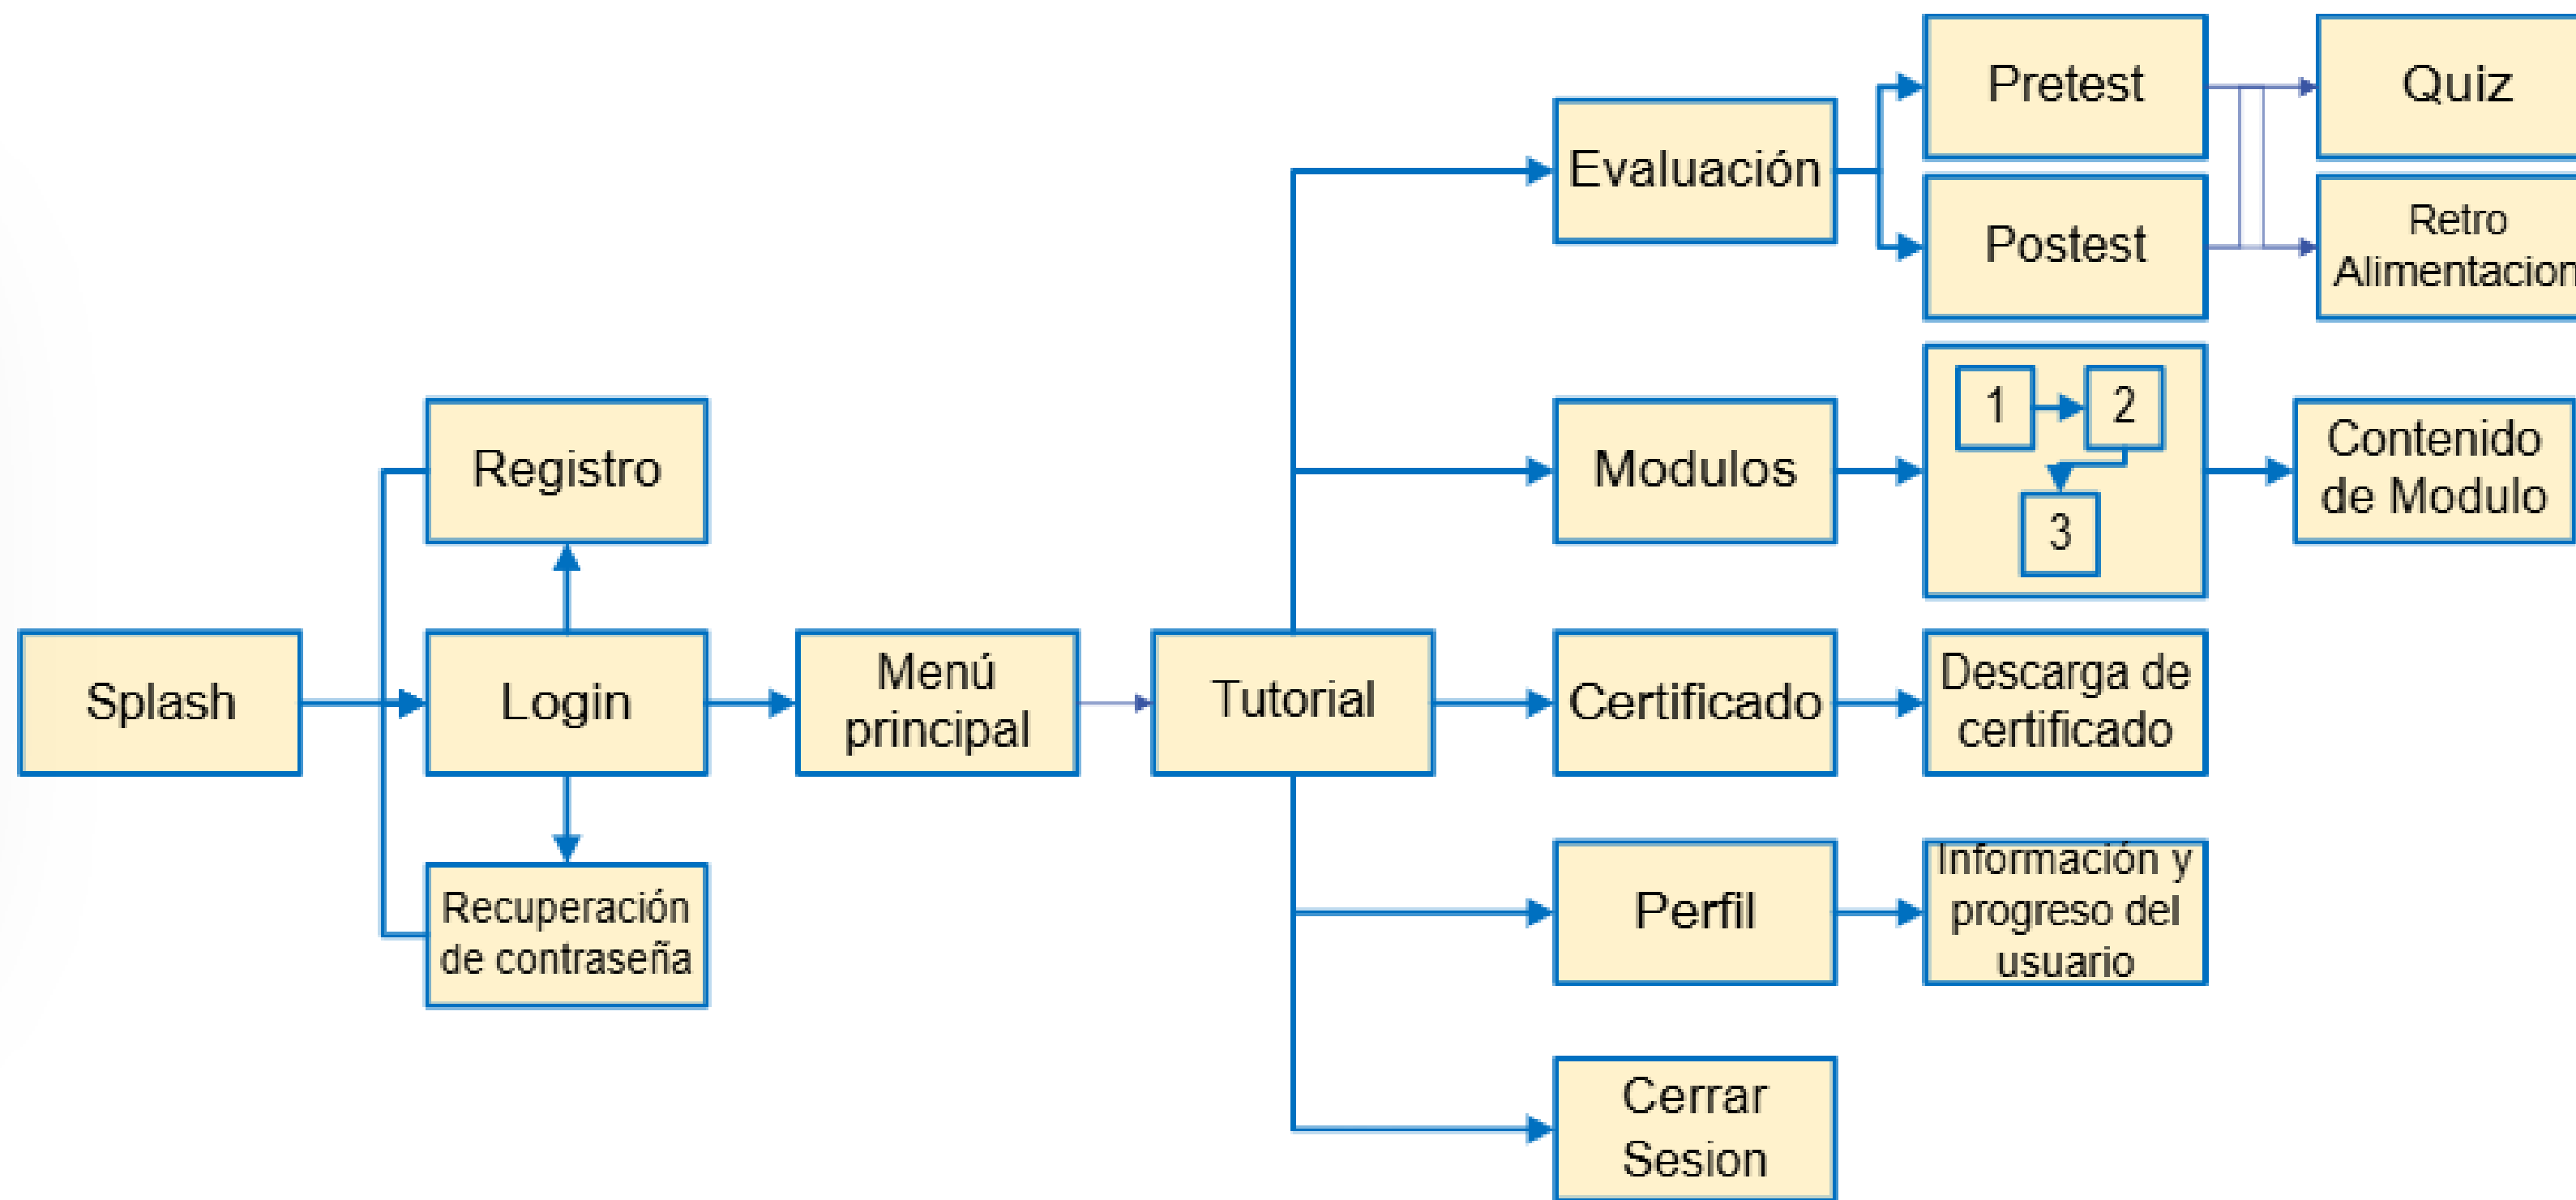 Pretest
Quiz
Evaluación
Postest
Retro
Alimentacion
1
2
3
Registro
Modulos
Contenido
de Modulo
Splash
Login
Menú
principal
Tutorial
Certificado
Descarga de
certificado
Recuperación
de contraseña
Perfil
Información y
progreso del
usuario
Cerrar
Sesion